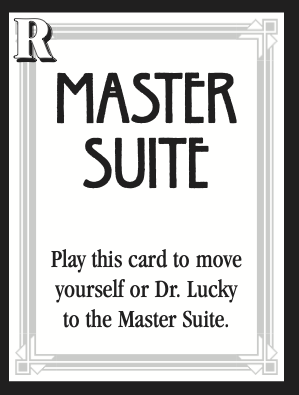 R
MASTER
SUITE
Play this card to move
yourself or Dr. Lucky
to the Master Suite.